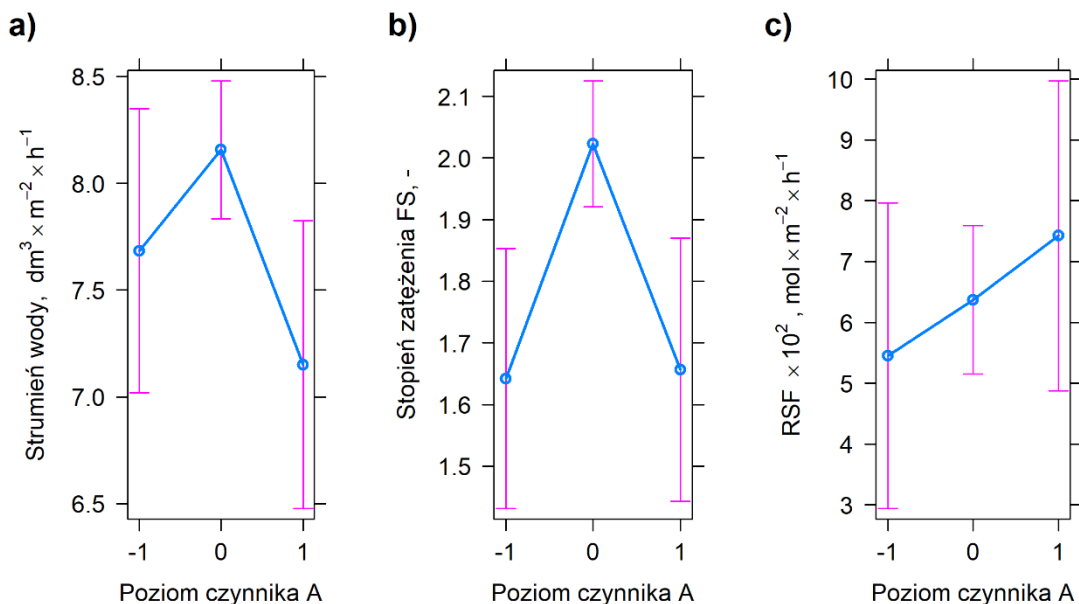 a)
Strumień wody, dm³ × m⁻² × h⁻¹
8.5
8.0
7.5
7.0
6.5
-1 0 1
Poziom czynnika A
b)
Stopień zatężenia FS, -
2.1
2.0
1.9
1.8
1.7
1.6
1.5
-1 0 1
Poziom czynnika A
c)
RSF × 10², mol × m⁻² × h⁻¹
10
9
8
7
6
5
4
3
-1 0 1
Poziom czynnika A